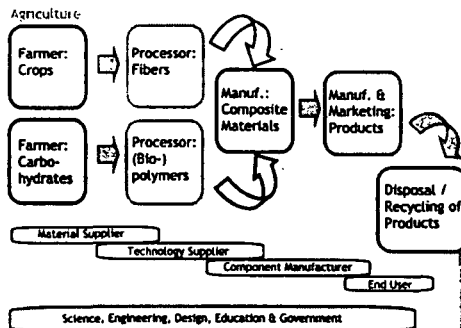 Agriculture
Farmer:
Crops
Processor:
Fibers
Manuf.:
Composite
Materials
Manuf. &
Marketing:
Products
Farmer:
Carbo-
hydrates
Processor:
(Bio-)
polymers
Disposal /
Recycling of
Products
Material Supplier
Technology Supplier
Component Manufacturer
End User
Science, Engineering, Design, Education & Government